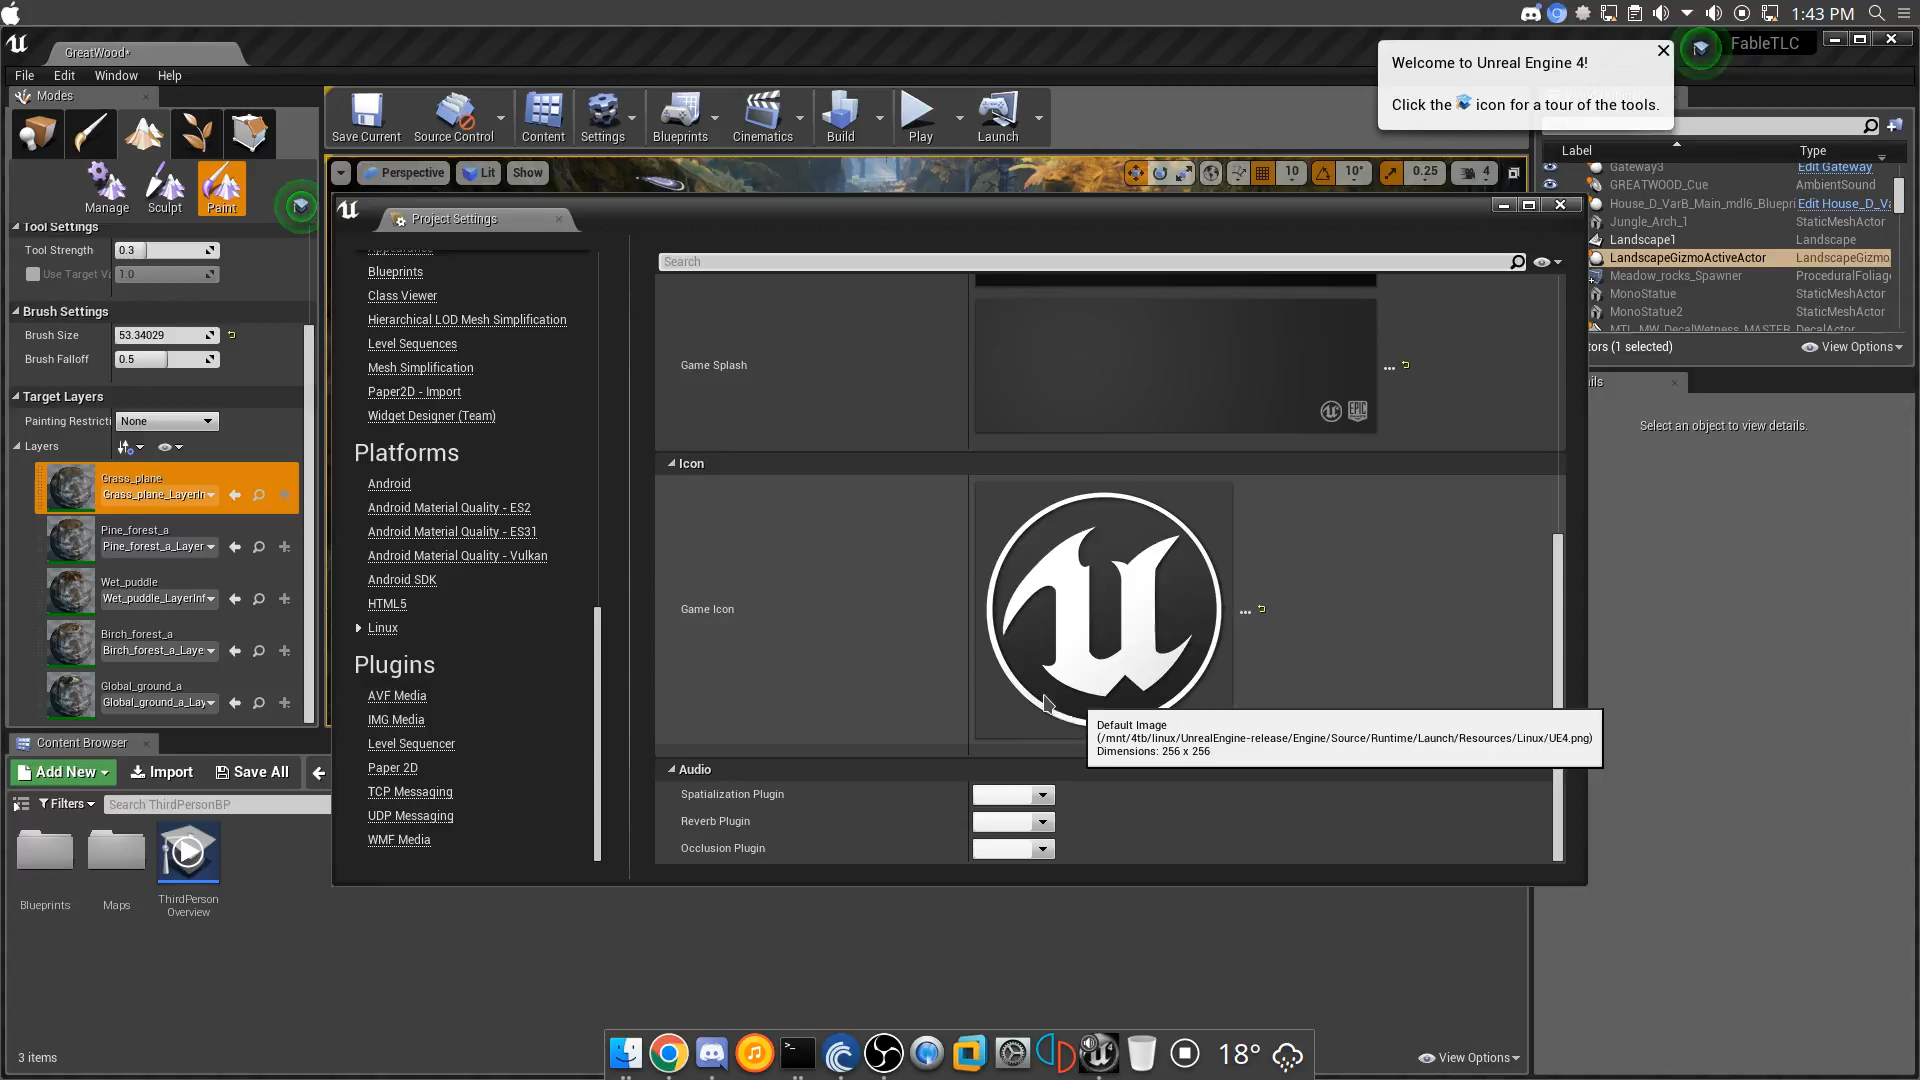 1:43 PM
GreatWood*
FableTLC
File Edit Window Help
Welcome to Unreal Engine 4!
Click the icon for a tour of the tools.
Modes
Manage Sculpt Paint
Save Current Source Control Content Settings Blueprints Cinematics Build Play Launch
Perspective Lit Show
10 10° 0.25 4
Tool Settings
Tool Strength 0.3
Use Target Va 1.0
Brush Settings
Brush Size 53.34029
Brush Falloff 0.5
Target Layers
Painting Restricti None
Layers
Grass_plane
Grass_plane_LayerIn
Pine_forest_a
Pine_forest_a_Layer
Wet_puddle
Wet_puddle_LayerInf
Birch_forest_a
Birch_forest_a_Laye
Global_ground_a
Global_ground_a_Lay
Project Settings
Appearance
Blueprints
Class Viewer
Hierarchical LOD Mesh Simplification
Level Sequences
Mesh Simplification
Paper2D - Import
Widget Designer (Team)
Platforms
Android
Android Material Quality - ES2
Android Material Quality - ES31
Android Material Quality - Vulkan
Android SDK
HTML5
Linux
Plugins
AVF Media
IMG Media
Level Sequencer
Paper 2D
TCP Messaging
UDP Messaging
WMF Media
Search
Game Splash
EPIC
Icon
Game Icon
Default Image
(/mnt/4tb/linux/UnrealEngine-release/Engine/Source/Runtime/Launch/Resources/Linux/UE4.png)
Dimensions: 256 x 256
Audio
Spatialization Plugin
Reverb Plugin
Occlusion Plugin
Label Type
Gateway3 Edit Gateway
GREATWOOD_Cue AmbientSound
House_D_VarB_Main_mdl6_Bluepri Edit House_D_Va
Jungle_Arch_1 StaticMeshActor
Landscape1 Landscape
LandscapeGizmoActiveActor LandscapeGizmo
Meadow_rocks_Spawner ProceduralFoliag
MonoStatue StaticMeshActor
MonoStatue2 StaticMeshActor
MTL_MW_DecalWetness_MASTER DecalActor
tors (1 selected) View Options
ils
Select an object to view details.
Content Browser
Add New Import Save All
Filters Search ThirdPersonBP
Blueprints
Maps
ThirdPerson
Overview
3 items
View Options
18°